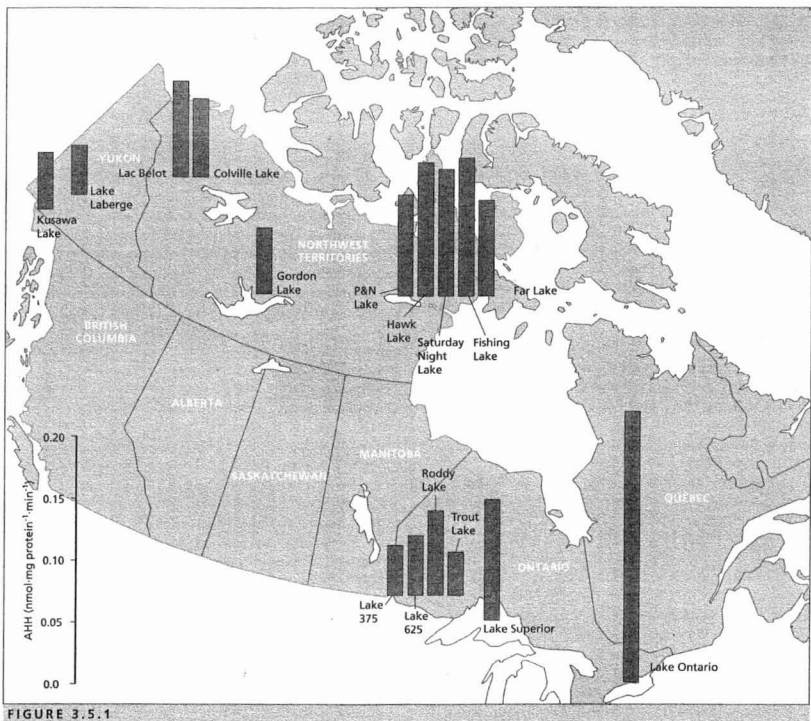 YUKON
Lac Belot
Colville Lake
Lake
Laberge
Kusawa
Lake
NORTHWEST
TERRITORIES
Gordon
Lake
P&N
Lake
Far Lake
Hawk
Lake
Saturday
Night
Lake
Fishing
Lake
BRITISH
COLUMBIA
ALBERTA
SASKATCHEWAN
MANITOBA
Roddy
Lake
Trout
Lake
QUÉBEC
ONTARIO
Lake
375
Lake
625
Lake Superior
Lake Ontario
0.20
0.15
0.10
0.05
0.0
AHH (nmol·mg protein⁻¹·min⁻¹)
FIGURE 3.5.1